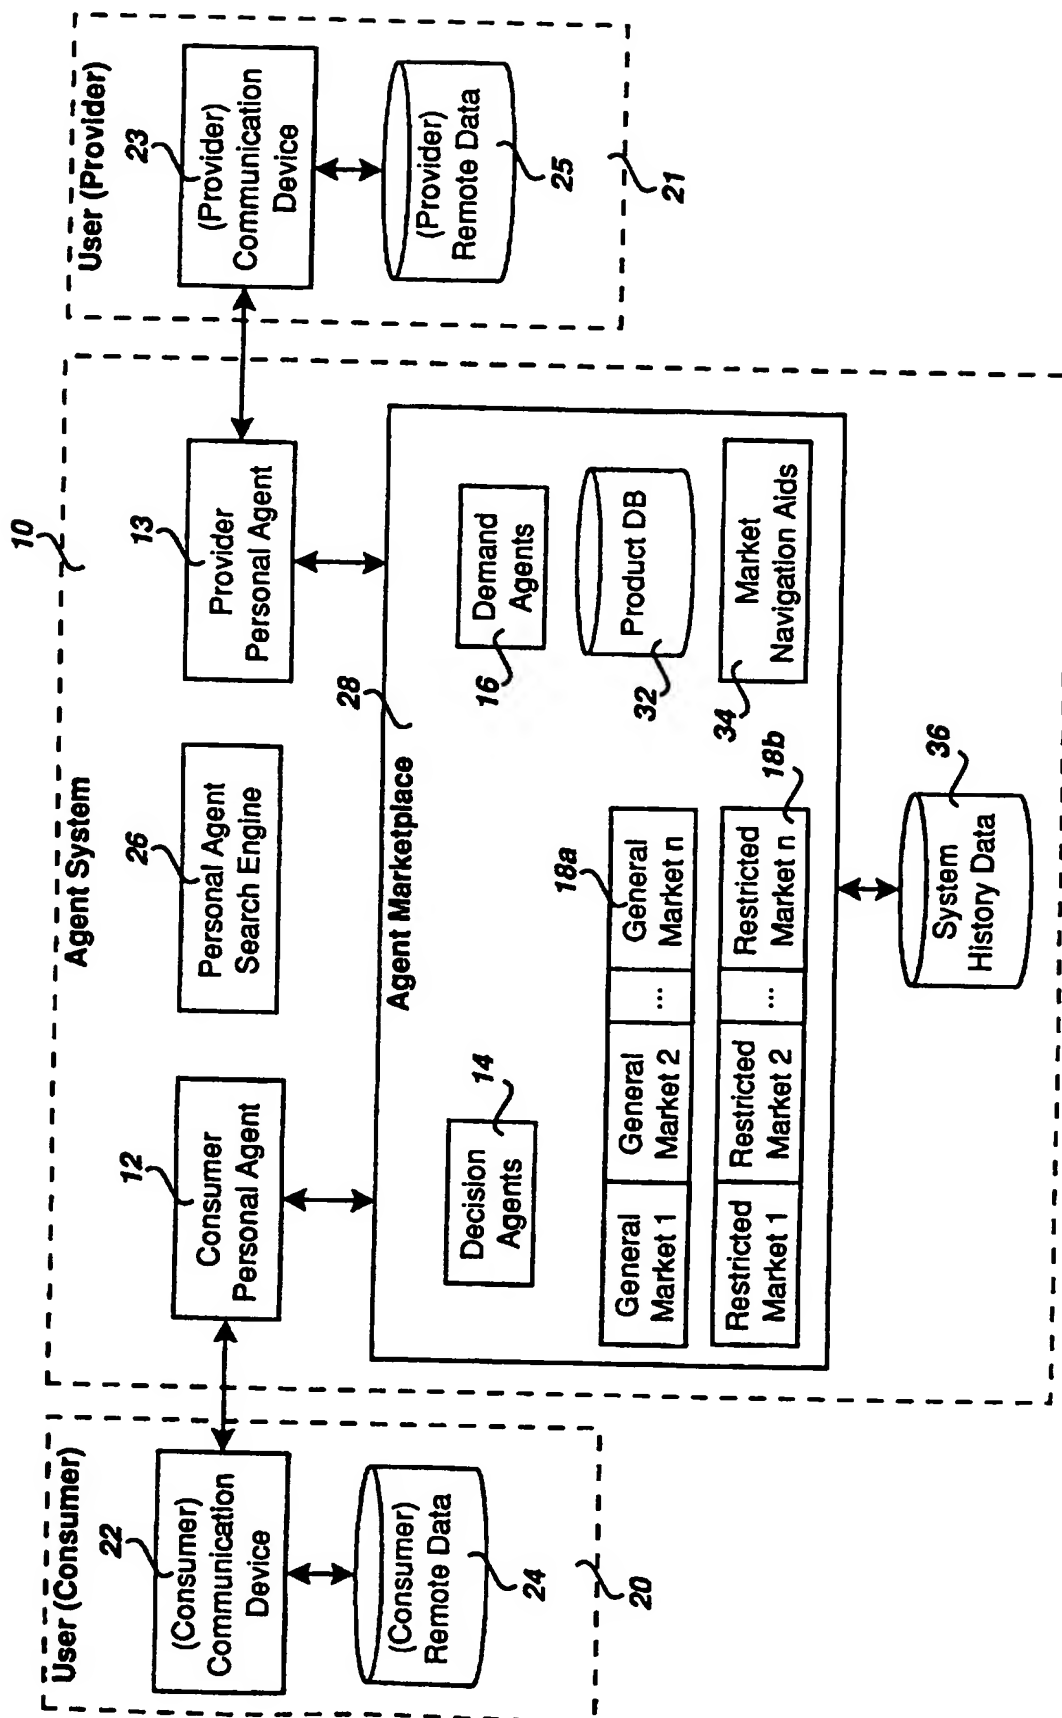 User (Consumer)
22
(Consumer)
Communication
Device
(Consumer)
Remote Data
24
20
10
Agent System
12
Consumer
Personal Agent
26
Personal Agent
Search Engine
13
Provider
Personal Agent
28
Agent Marketplace
14
Decision
Agents
Demand
Agents
16
18a
General
Market 1
General
Market 2
...
General
Market n
Product DB
32
Restricted
Market 1
Restricted
Market 2
...
Restricted
Market n
18b
34
Market
Navigation Aids
36
System
History Data
User (Provider)
23
(Provider)
Communication
Device
(Provider)
Remote Data
25
21